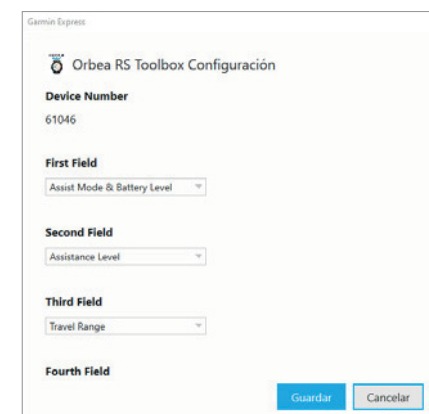 Garmin Express
Orbea RS Toolbox Configuración
Device Number
61046
First Field
Assist Mode & Battery Level
Second Field
Assistance Level
Third Field
Travel Range
Fourth Field
Guardar Cancelar